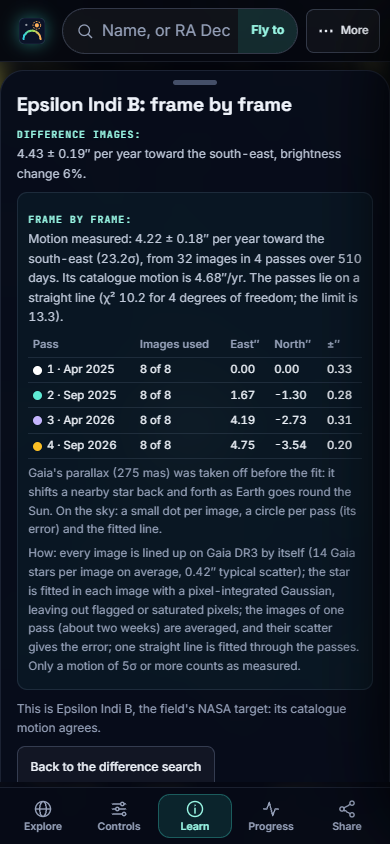 Name, or RA Dec
Fly to
··· More
Epsilon Indi B: frame by frame
DIFFERENCE IMAGES:
4.43 ± 0.19″ per year toward the south-east, brightness
change 6%.
FRAME BY FRAME:
Motion measured: 4.22 ± 0.18″ per year toward the
south-east (23.2σ), from 32 images in 4 passes over 510
days. Its catalogue motion is 4.68″/yr. The passes lie on a
straight line (χ² 10.2 for 4 degrees of freedom; the limit is
13.3).
Pass Images used East″ North″ ±″
1 · Apr 2025 8 of 8 0.00 0.00 0.33
2 · Sep 2025 8 of 8 1.67 −1.30 0.28
3 · Apr 2026 8 of 8 4.19 −2.73 0.31
4 · Sep 2026 8 of 8 4.75 −3.54 0.20
Gaia's parallax (275 mas) was taken off before the fit: it
shifts a nearby star back and forth as Earth goes round the
Sun. On the sky: a small dot per image, a circle per pass (its
error) and the fitted line.
How: every image is lined up on Gaia DR3 by itself (14 Gaia
stars per image on average, 0.42″ typical scatter); the star
is fitted in each image with a pixel-integrated Gaussian,
leaving out flagged or saturated pixels; the images of one
pass (about two weeks) are averaged, and their scatter
gives the error; one straight line is fitted through the passes.
Only a motion of 5σ or more counts as measured.
This is Epsilon Indi B, the field's NASA target: its catalogue
motion agrees.
Back to the difference search
Explore
Controls
Learn
Progress
Share